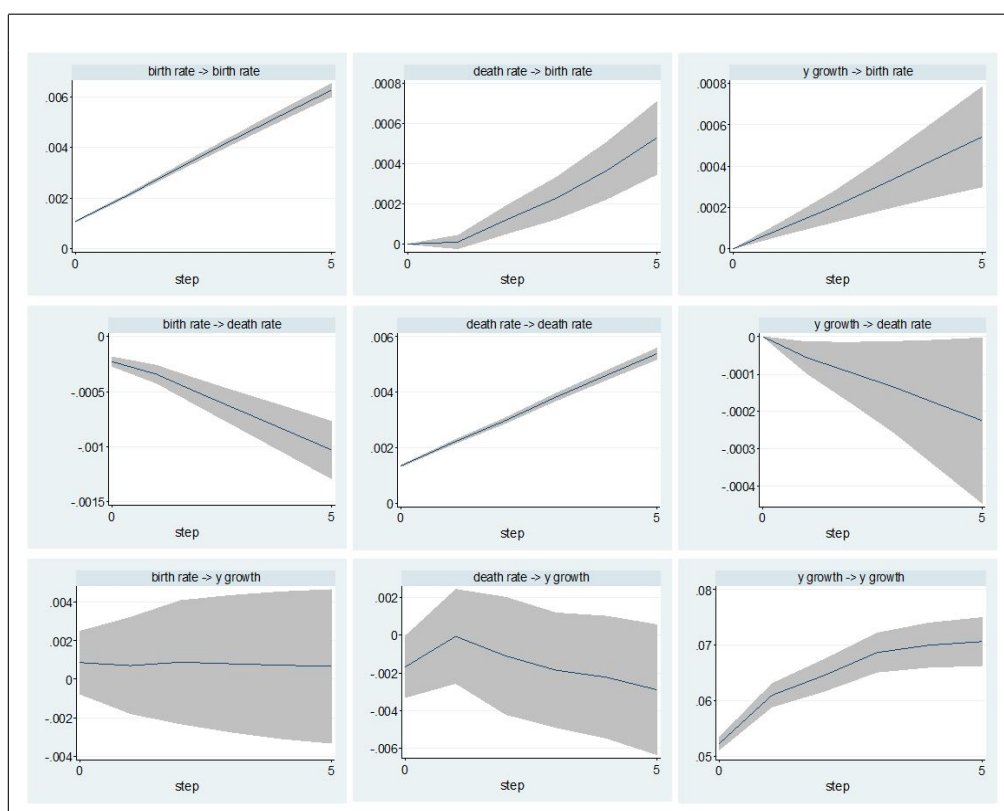 birth rate -> birth rate
.006
.004
.002
0
0 5
step
death rate -> birth rate
.0008
.0006
.0004
.0002
0
0 5
step
y growth -> birth rate
.0008
.0006
.0004
.0002
0
0 5
step
birth rate -> death rate
0
-.0005
-.001
-.0015
0 5
step
death rate -> death rate
.006
.004
.002
0
0 5
step
y growth -> death rate
0
-.0001
-.0002
-.0003
-.0004
0 5
step
birth rate -> y growth
.004
.002
0
-.002
-.004
0 5
step
death rate -> y growth
.002
0
-.002
-.004
-.006
0 5
step
y growth -> y growth
.08
.07
.06
.05
0 5
step